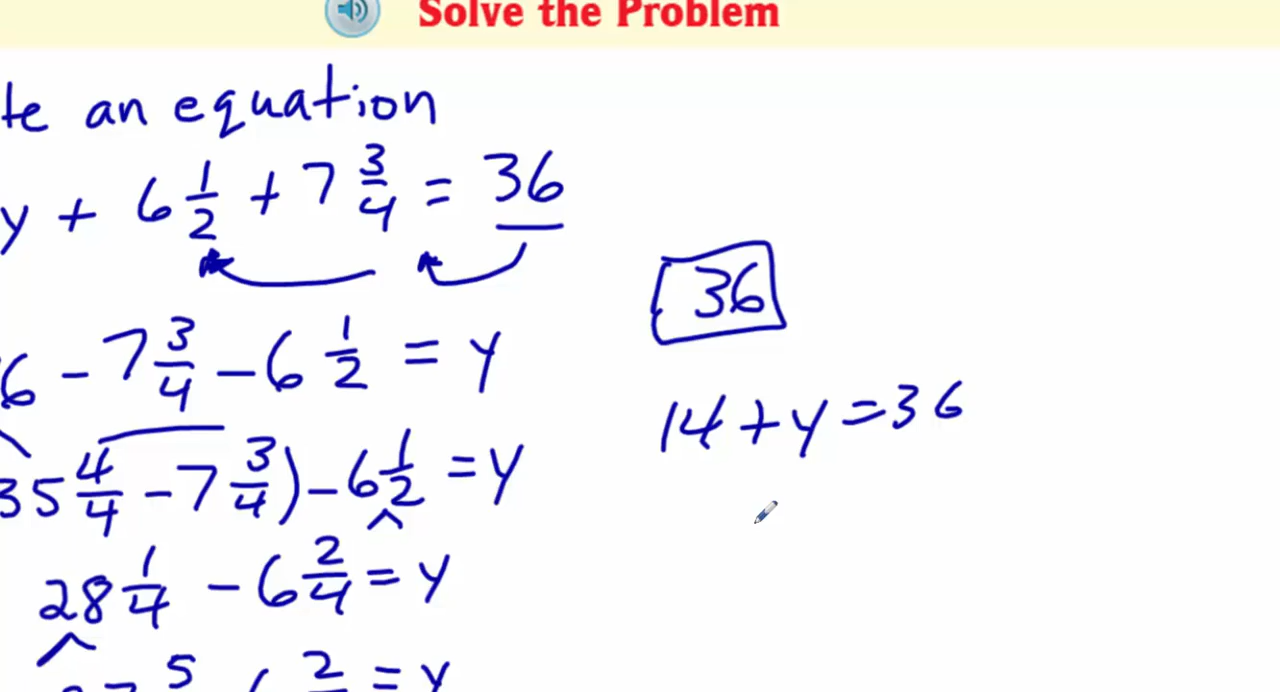 Solve the Problem
te an equation
y + 6 1/2 + 7 3/4 = 36
36
6 - 7 3/4 - 6 1/2 = y
14 + y = 36
35 4/4 - 7 3/4) - 6 1/2 = y
28 1/4 - 6 2/4 = y
5 2 = y